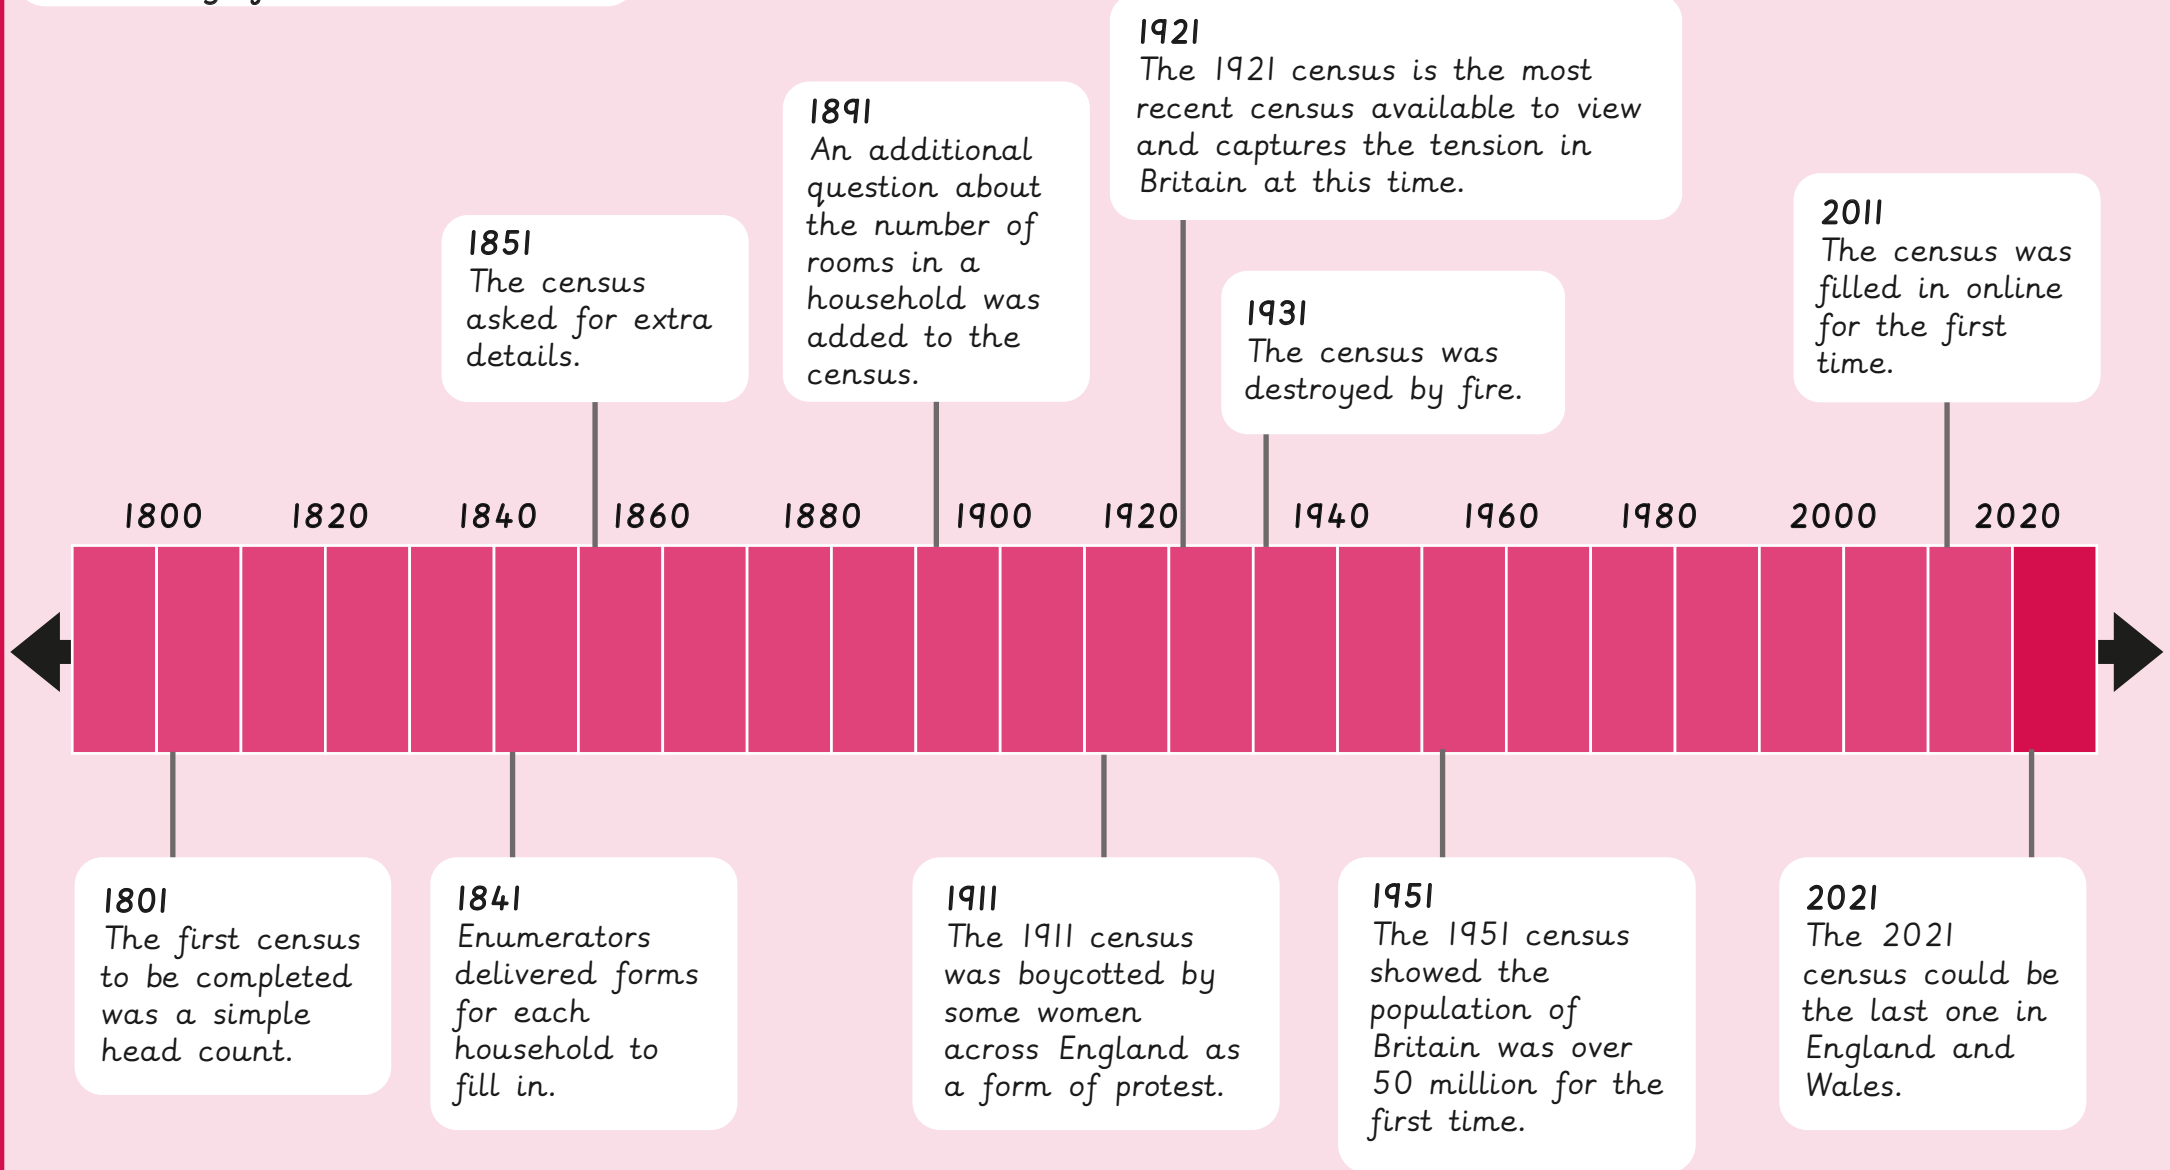 1921
The 1921 census is the most
recent census available to view
and captures the tension in
Britain at this time.
1891
An additional
question about
the number of
rooms in a
household was
added to the
census.
2011
The census was
filled in online
for the first
time.
1851
The census
asked for extra
details.
1931
The census was
destroyed by fire.
1800 1820 1840 1860 1880 1900 1920 1940 1960 1980 2000 2020
1801
The first census
to be completed
was a simple
head count.
1841
Enumerators
delivered forms
for each
household to
fill in.
1911
The 1911 census
was boycotted by
some women
across England as
a form of protest.
1951
The 1951 census
showed the
population of
Britain was over
50 million for the
first time.
2021
The 2021
census could be
the last one in
England and
Wales.